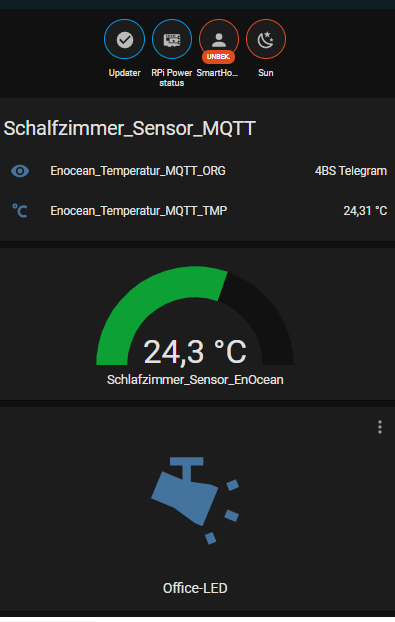 UNBEK.
Updater
RPi Power
status
SmartHo...
Sun
Schalfzimmer_Sensor_MQTT
Enocean_Temperatur_MQTT_ORG
4BS Telegram
°C
Enocean_Temperatur_MQTT_TMP
24,31 °C
24,3 °C
Schlafzimmer_Sensor_EnOcean
Office-LED